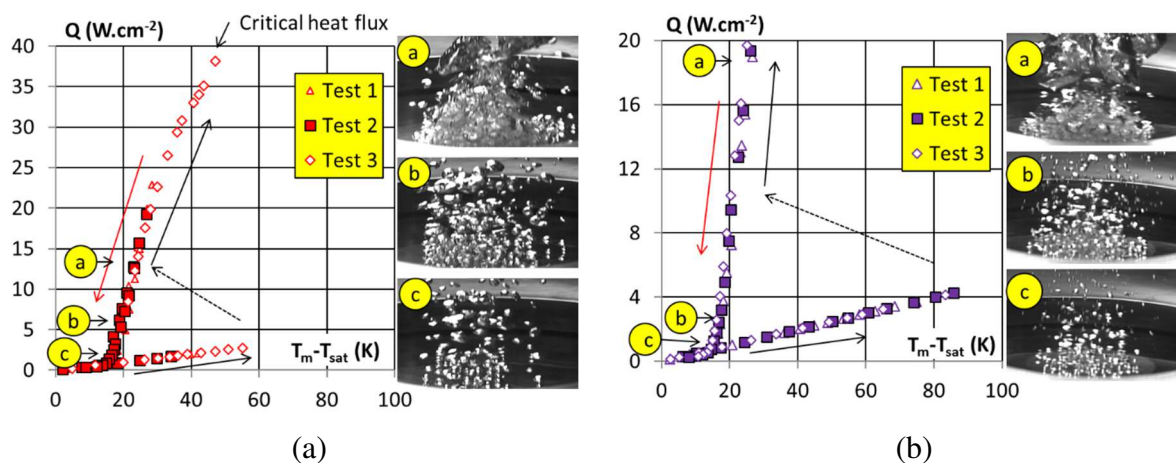 Q (W.cm-2)
Critical heat flux
40
35
30
25
20
15
10
5
0
Test 1
Test 2
Test 3
a
b
c
Tm-Tsat (K)
0 20 40 60 80 100
a
b
c
(a)
Q (W.cm-2)
20
16
12
8
4
0
a
Test 1
Test 2
Test 3
b
c
Tm-Tsat (K)
0 20 40 60 80 100
a
b
c
(b)